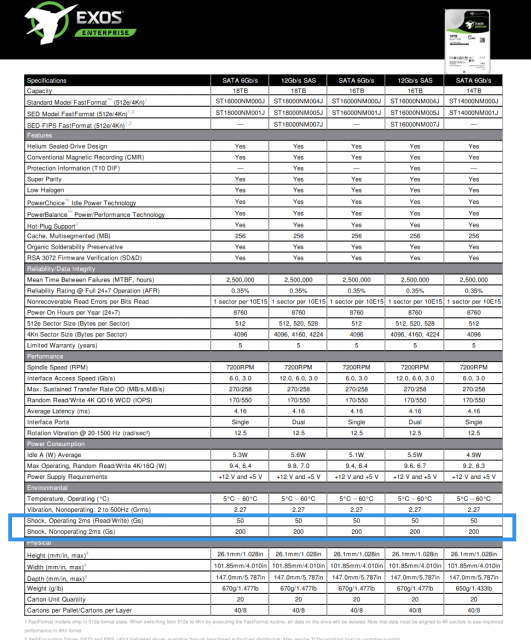 EXOS
ENTERPRISE
Specifications SATA 6Gb/s 12Gb/s SAS SATA 6Gb/s 12Gb/s SAS SATA 6Gb/s
Capacity 18TB 18TB 16TB 16TB 14TB
Standard Model FastFormat™ (512e/4Kn)¹ ST18000NM000J ST18000NM004J ST16000NM000J ST16000NM004J ST14000NM000J
SED Model FastFormat (512e/4Kn)¹,² ST18000NM001J ST18000NM005J ST16000NM001J ST16000NM005J ST14000NM001J
SED-FIPS FastFormat (512e/4Kn)¹,² — ST18000NM007J — ST16000NM007J —
Features
Helium Sealed-Drive Design Yes Yes Yes Yes Yes
Conventional Magnetic Recording (CMR) Yes Yes Yes Yes Yes
Protection Information (T10 DIF) — Yes — Yes —
Super Parity Yes Yes Yes Yes Yes
Low Halogen Yes Yes Yes Yes Yes
PowerChoice™ Idle Power Technology Yes Yes Yes Yes Yes
PowerBalance™ Power/Performance Technology Yes Yes Yes Yes Yes
Hot-Plug Support³ Yes Yes Yes Yes Yes
Cache, Multisegmented (MB) 256 256 256 256 256
Organic Solderability Preservative Yes Yes Yes Yes Yes
RSA 3072 Firmware Verification (SD&D) Yes Yes Yes Yes Yes
Reliability/Data Integrity
Mean Time Between Failures (MTBF, hours) 2,500,000 2,500,000 2,500,000 2,500,000 2,500,000
Reliability Rating @ Full 24×7 Operation (AFR) 0.35% 0.35% 0.35% 0.35% 0.35%
Nonrecoverable Read Errors per Bits Read 1 sector per 10E15 1 sector per 10E15 1 sector per 10E15 1 sector per 10E15 1 sector per 10E15
Power-On Hours per Year (24×7) 8760 8760 8760 8760 8760
512e Sector Size (Bytes per Sector) 512 512, 520, 528 512 512, 520, 528 512
4Kn Sector Size (Bytes per Sector) 4096 4096, 4160, 4224 4096 4096, 4160, 4224 4096
Limited Warranty (years) 5 5 5 5 5
Performance
Spindle Speed (RPM) 7200RPM 7200RPM 7200RPM 7200RPM 7200RPM
Interface Access Speed (Gb/s) 6.0, 3.0 12.0, 6.0, 3.0 6.0, 3.0 12.0, 6.0, 3.0 6.0, 3.0
Max. Sustained Transfer Rate OD (MB/s,MiB/s) 270/258 270/258 270/258 270/258 270/258
Random Read/Write 4K QD16 WCD (IOPS) 170/550 170/550 170/550 170/550 170/550
Average Latency (ms) 4.16 4.16 4.16 4.16 4.16
Interface Ports Single Dual Single Dual Single
Rotation Vibration @ 20-1500 Hz (rad/sec²) 12.5 12.5 12.5 12.5 12.5
Power Consumption
Idle A (W) Average 5.3W 5.6W 5.1W 5.5W 4.9W
Max Operating, Random Read/Write 4K/16Q (W) 9.4, 6.4 9.8, 7.0 9.4, 6.4 9.6, 6.7 9.2, 6.3
Power Supply Requirements +12 V and +5 V +12 V and +5 V +12 V and +5 V +12 V and +5 V +12 V and +5 V
Environmental
Temperature, Operating (°C) 5°C – 60°C 5°C – 60°C 5°C – 60°C 5°C – 60°C 5°C – 60°C
Vibration, Nonoperating: 2 to 500Hz (Grms) 2.27 2.27 2.27 2.27 2.27
Shock, Operating 2ms (Read/Write) (Gs) 50 50 50 50 50
Shock, Nonoperating 2ms (Gs) 200 200 200 200 200
Physical
Height (mm/in, max)⁴ 26.1mm/1.028in 26.1mm/1.028in 26.1mm/1.028in 26.1mm/1.028in 26.1mm/1.028in
Width (mm/in, max)⁴ 101.85mm/4.010in 101.85mm/4.010in 101.85mm/4.010in 101.85mm/4.010in 101.85mm/4.010in
Depth (mm/in, max)⁴ 147.0mm/5.787in 147.0mm/5.787in 147.0mm/5.787in 147.0mm/5.787in 147.0mm/5.787in
Weight (g/lb) 670g/1.477lb 670g/1.477lb 670g/1.477lb 670g/1.477lb 650g/1.433lb
Carton Unit Quantity 20 20 20 20 20
Cartons per Pallet/Cartons per Layer 40/8 40/8 40/8 40/8 40/8
1 FastFormat models ship in 512e format state. When switching from 512e to 4Kn by executing the FastFormat routine, all data on the drive will be deleted. Note that data must be aligned to 4K sectors to see improved
performance in 4Kn format.